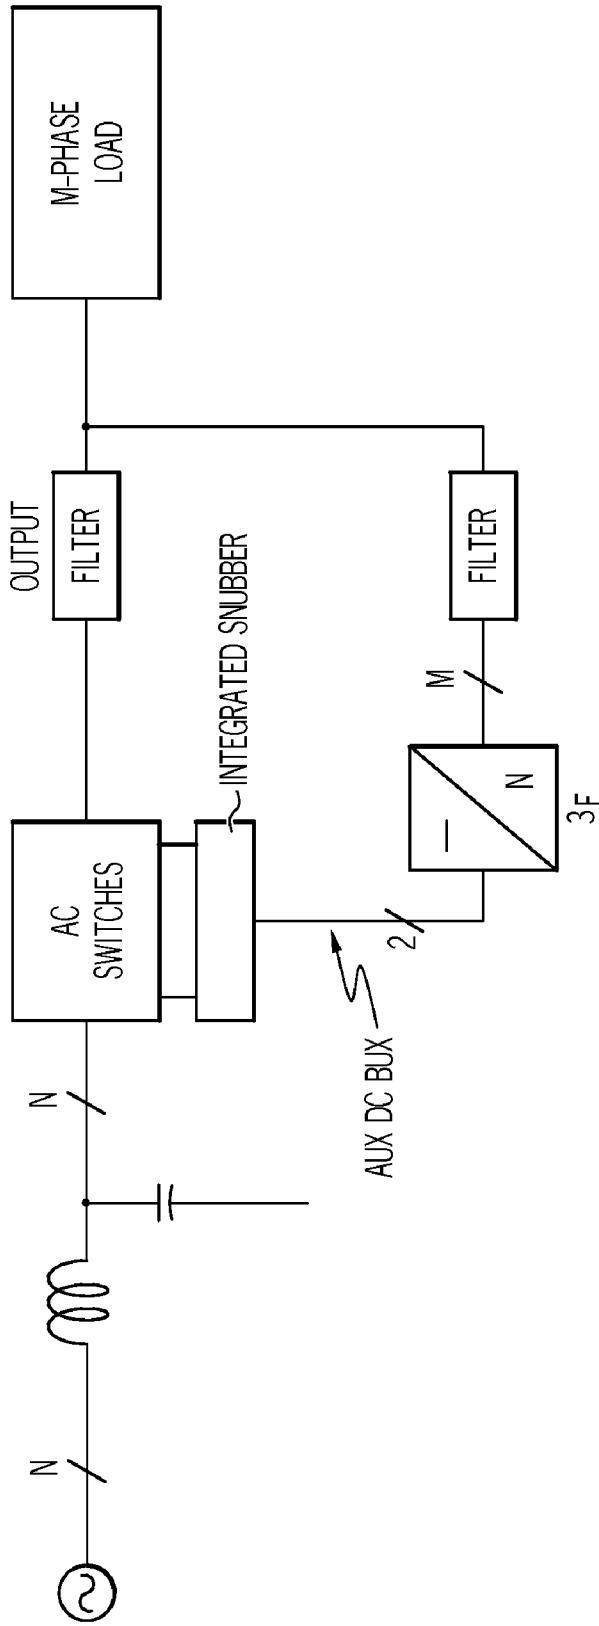 N
N
AC
SWITCHES
OUTPUT
FILTER
M-PHASE
LOAD
INTEGRATED SNUBBER
AUX DC BUX
2
N
3F
M
FILTER